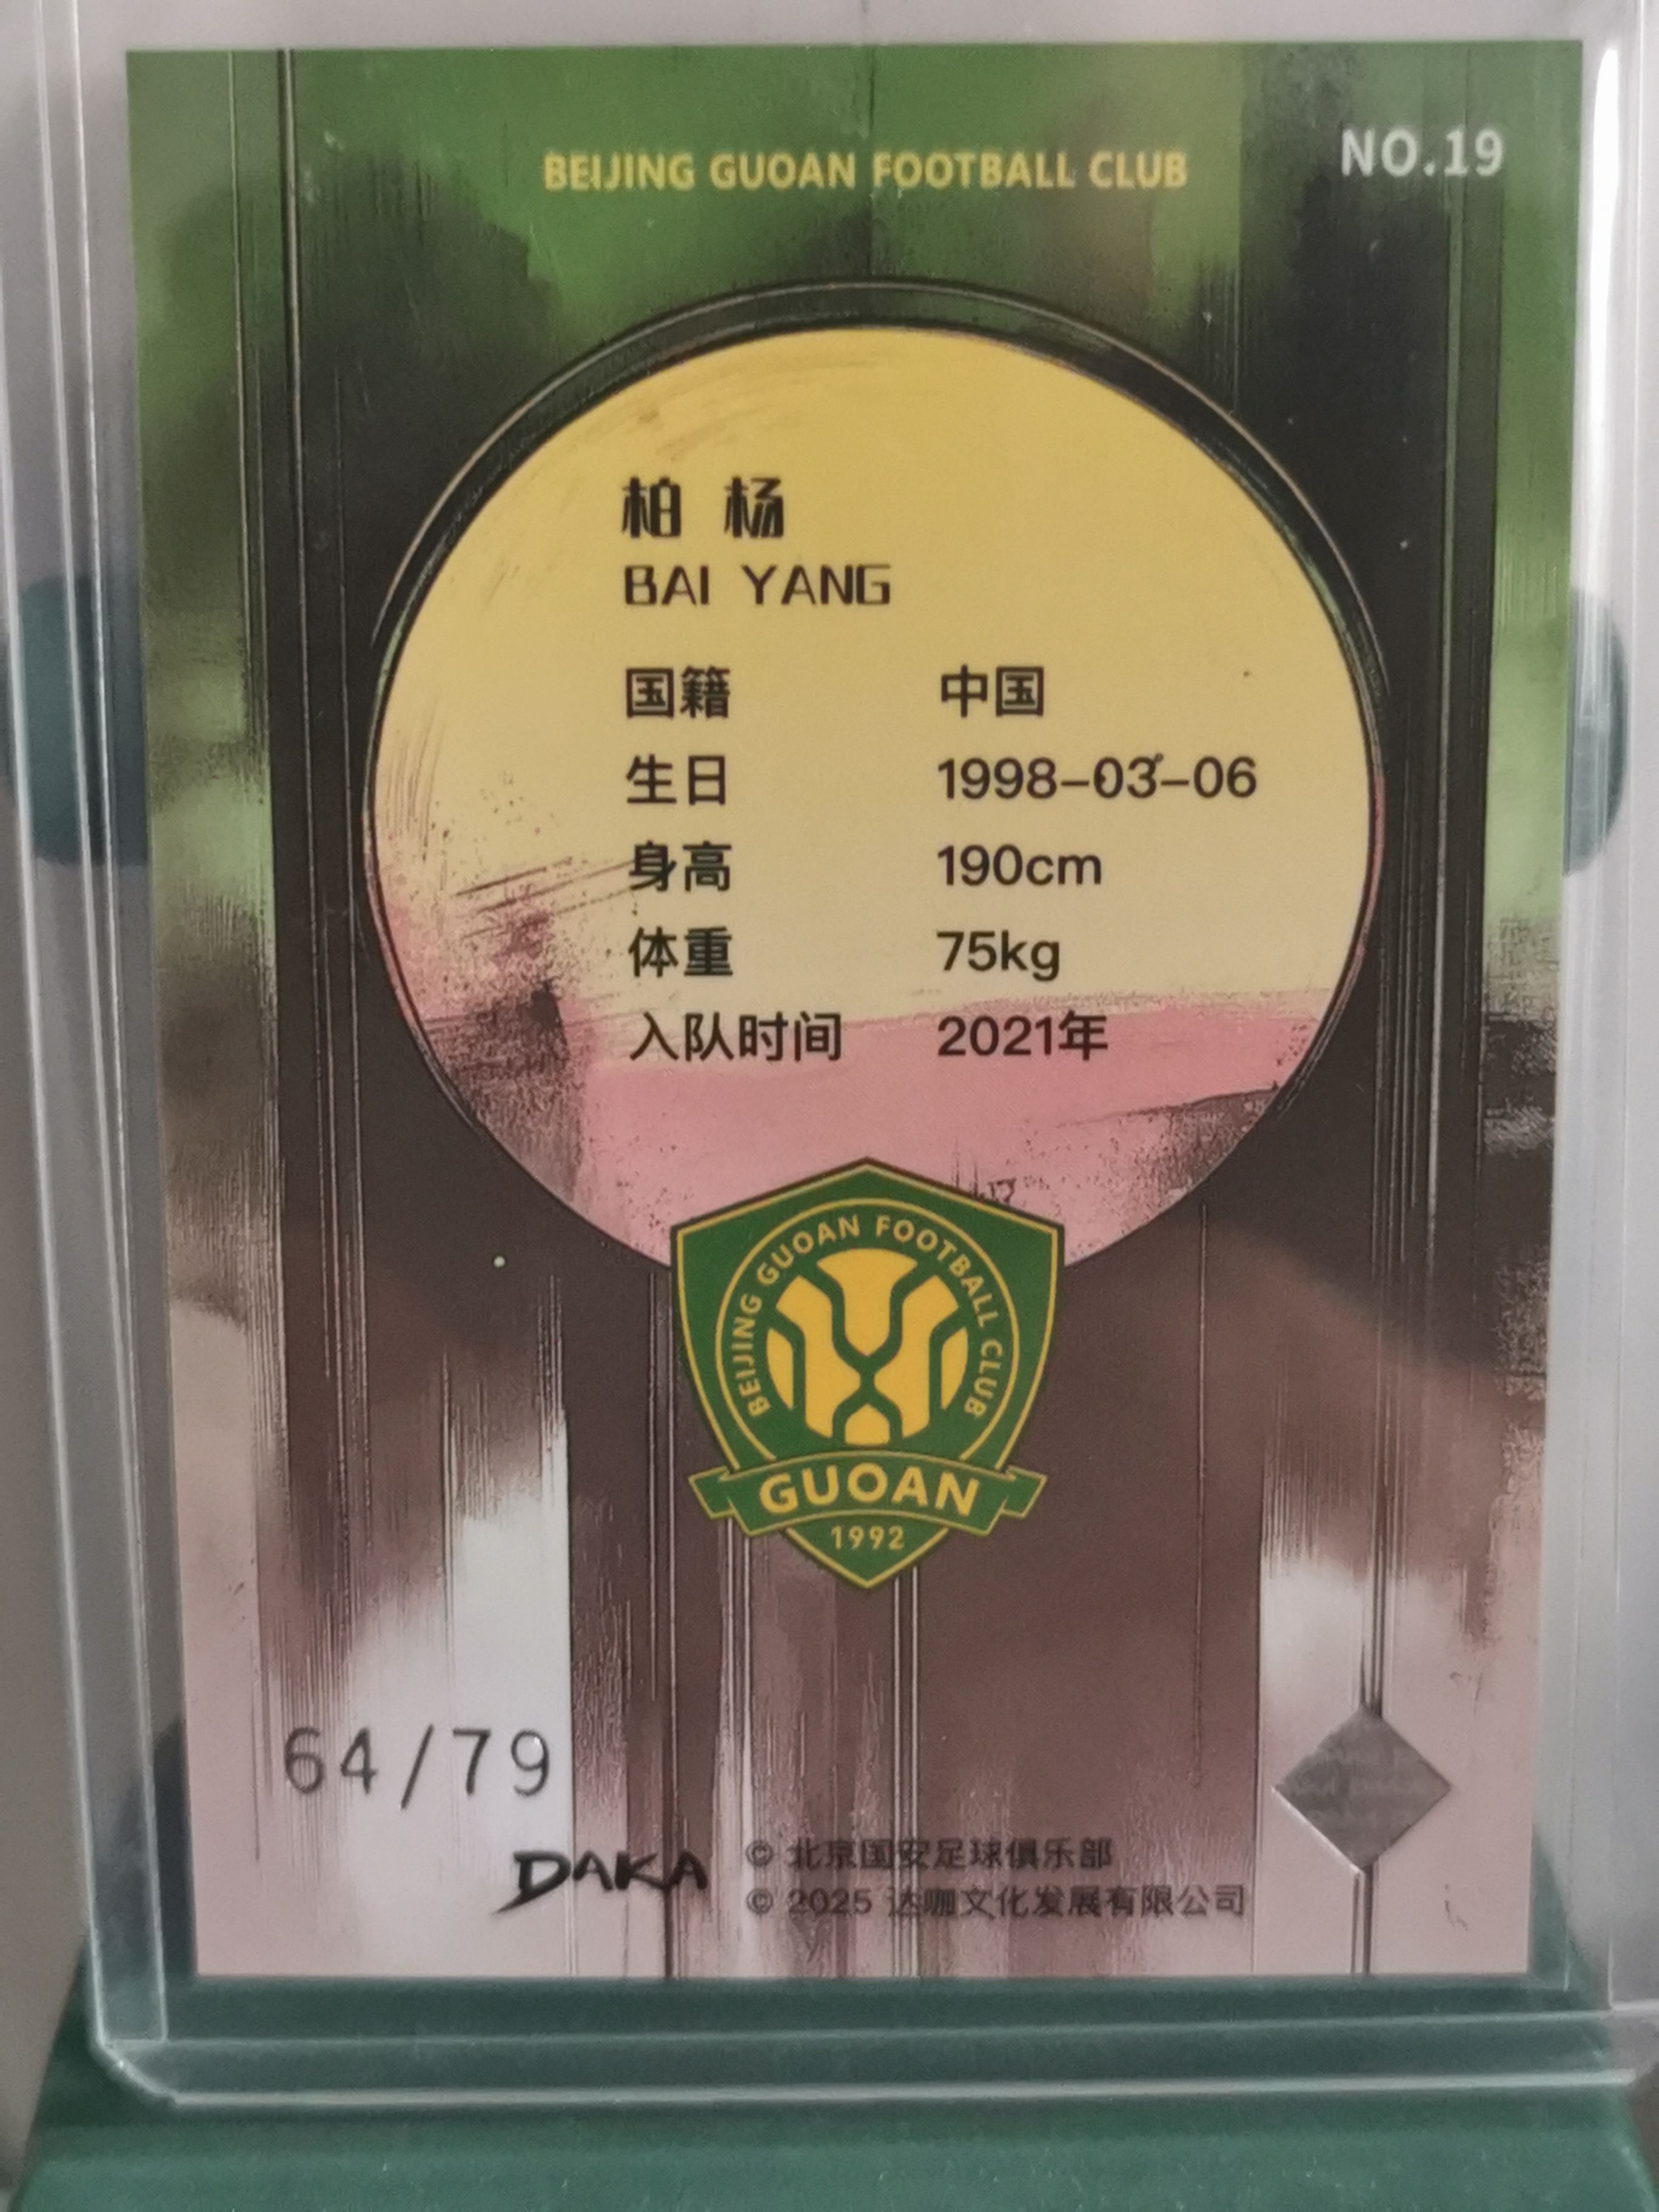 BEIJING GUOAN FOOTBALL CLUB
NO.19
柏 杨
BAI YANG
国籍 中国
生日 1998-03-06
身高 190cm
体重 75kg
入队时间 2021年
BEIJING GUOAN FOOTBALL CLUB
GUOAN
1992
64/79
DAKA
© 北京国安足球俱乐部
© 2025 达咖文化发展有限公司